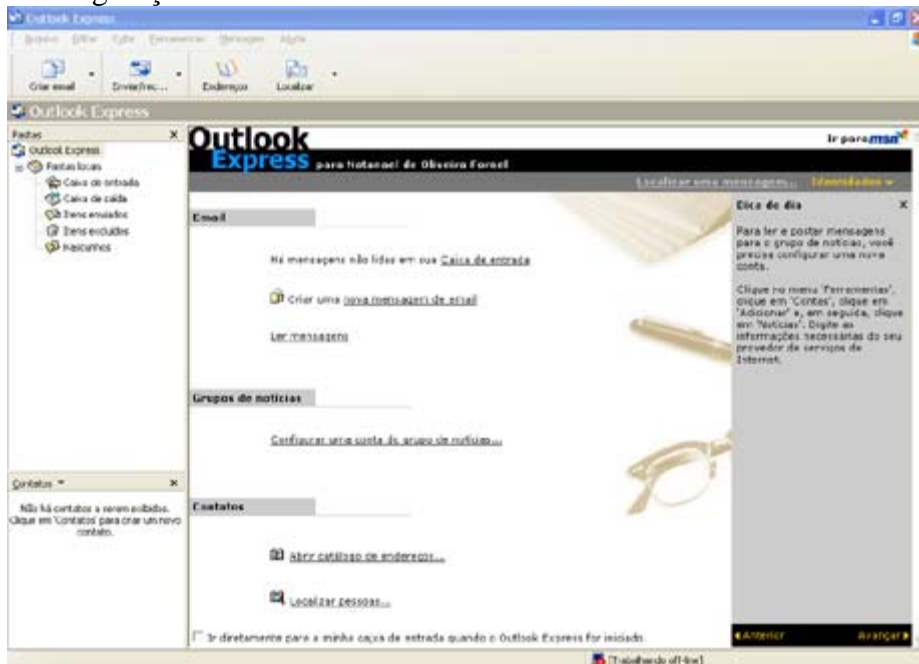 Outlook Express
Arquivo Editar Exibir Ferramentas Mensagem Ajuda
Criar email Enviar/rec... Endereços Localizar
Outlook Express
Pastas
Outlook Express
Pastas locais
Caixa de entrada
Caixa de saída
Itens enviados
Itens excluídos
Rascunhos
Contatos
Não há contatos a serem exibidos.
Clique em 'Contatos' para criar um novo
contato.
Outlook
Express para Natanael de Oliveira
Ir para msn
Localizar uma mensagem... Identidades
Email
Há mensagens não lidas em sua Caixa de entrada
Criar uma nova mensagem de email
Ler mensagens
Grupos de notícias
Configurar uma conta do grupo de notícias...
Contatos
Abrir catálogo de endereços...
Localizar pessoas...
Ir diretamente para a minha caixa de entrada quando o Outlook Express for iniciado.
Dica do dia
Para ler e postar mensagens
para o grupo de notícias, você
precisa configurar uma nova
conta.
Clique no menu 'Ferramentas',
clique em 'Contas', clique em
'Adicionar' e, em seguida, clique
em 'Notícias'. Digite as
informações necessárias do seu
provedor de serviços de
Internet.
Anterior Avançar
[Trabalhando off-line]